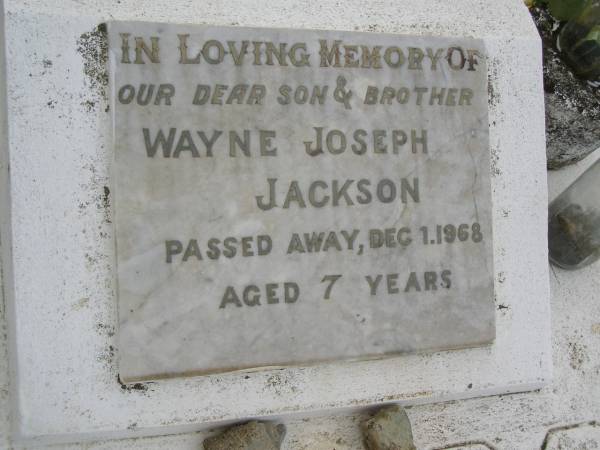 IN LOVING MEMORY OF
OUR DEAR SON & BROTHER
WAYNE JOSEPH
JACKSON
PASSED AWAY, DEC 1.1968
AGED 7 YEARS